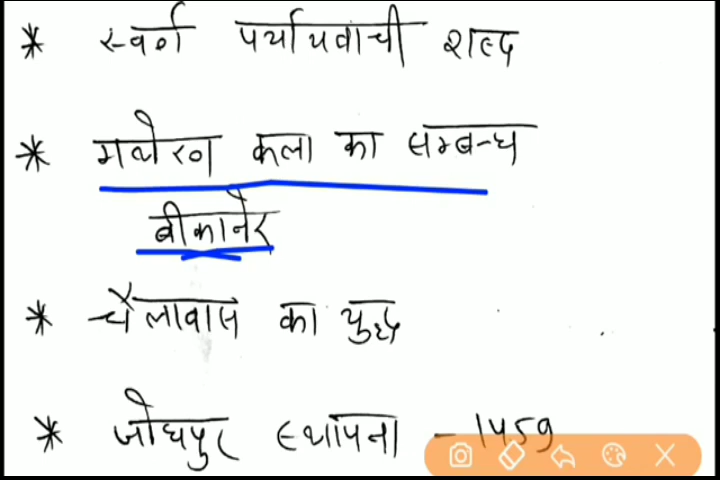 * स्वर्ग पर्यायवाची शब्द
* मथेरण कला का सम्बन्ध
बीकानेर
* चैलावास का युद्ध
* जोधपुर स्थापना - 1459